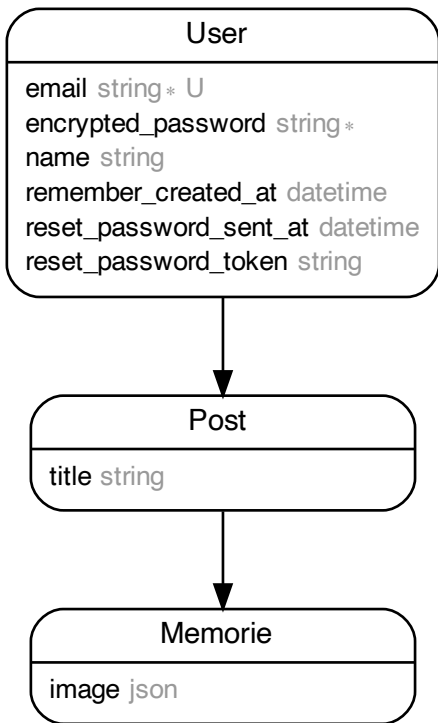 User
email string * U
encrypted_password string *
name string
remember_created_at datetime
reset_password_sent_at datetime
reset_password_token string
Post
title string
Memorie
image json